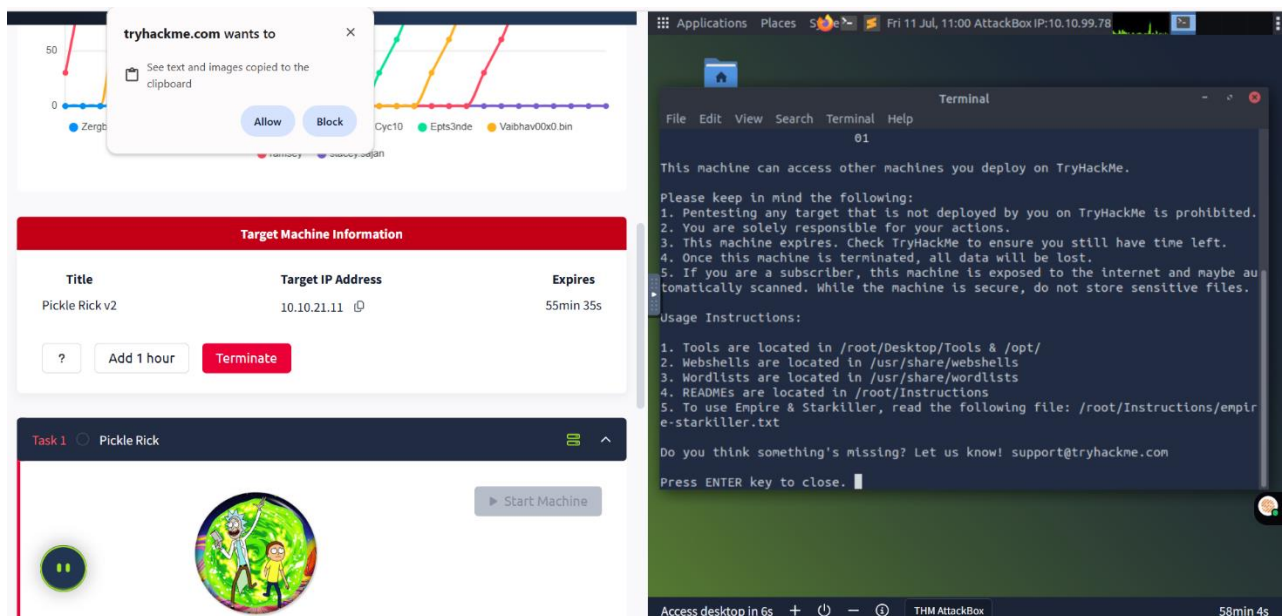 50
0
Zergb
Cyc10
Epts3nde
Vaibhav00x0.bin
ramsey
stacey.sajan
tryhackme.com wants to
See text and images copied to the
clipboard
Allow
Block
Target Machine Information
Title
Target IP Address
Expires
Pickle Rick v2
10.10.21.11
55min 35s
?
Add 1 hour
Terminate
Task 1
Pickle Rick
Start Machine
Applications Places Fri 11 Jul, 11:00 AttackBox IP:10.10.99.78
Terminal
File Edit View Search Terminal Help
01
This machine can access other machines you deploy on TryHackMe.
Please keep in mind the following:
1. Pentesting any target that is not deployed by you on TryHackMe is prohibited.
2. You are solely responsible for your actions.
3. This machine expires. Check TryHackMe to ensure you still have time left.
4. Once this machine is terminated, all data will be lost.
5. If you are a subscriber, this machine is exposed to the internet and maybe au
tomatically scanned. While the machine is secure, do not store sensitive files.
Usage Instructions:
1. Tools are located in /root/Desktop/Tools & /opt/
2. Webshells are located in /usr/share/webshells
3. Wordlists are located in /usr/share/wordlists
4. READMEs are located in /root/Instructions
5. To use Empire & Starkiller, read the following file: /root/Instructions/empir
e-starkiller.txt
Do you think something's missing? Let us know! support@tryhackme.com
Press ENTER key to close.
Access desktop in 6s
THM AttackBox
58min 4s